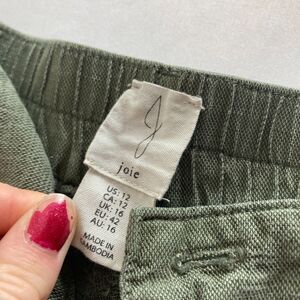 J
joie
US: 12
CA: 12
UK: 16
EU: 42
AU: 16
MADE IN
CAMBODIA